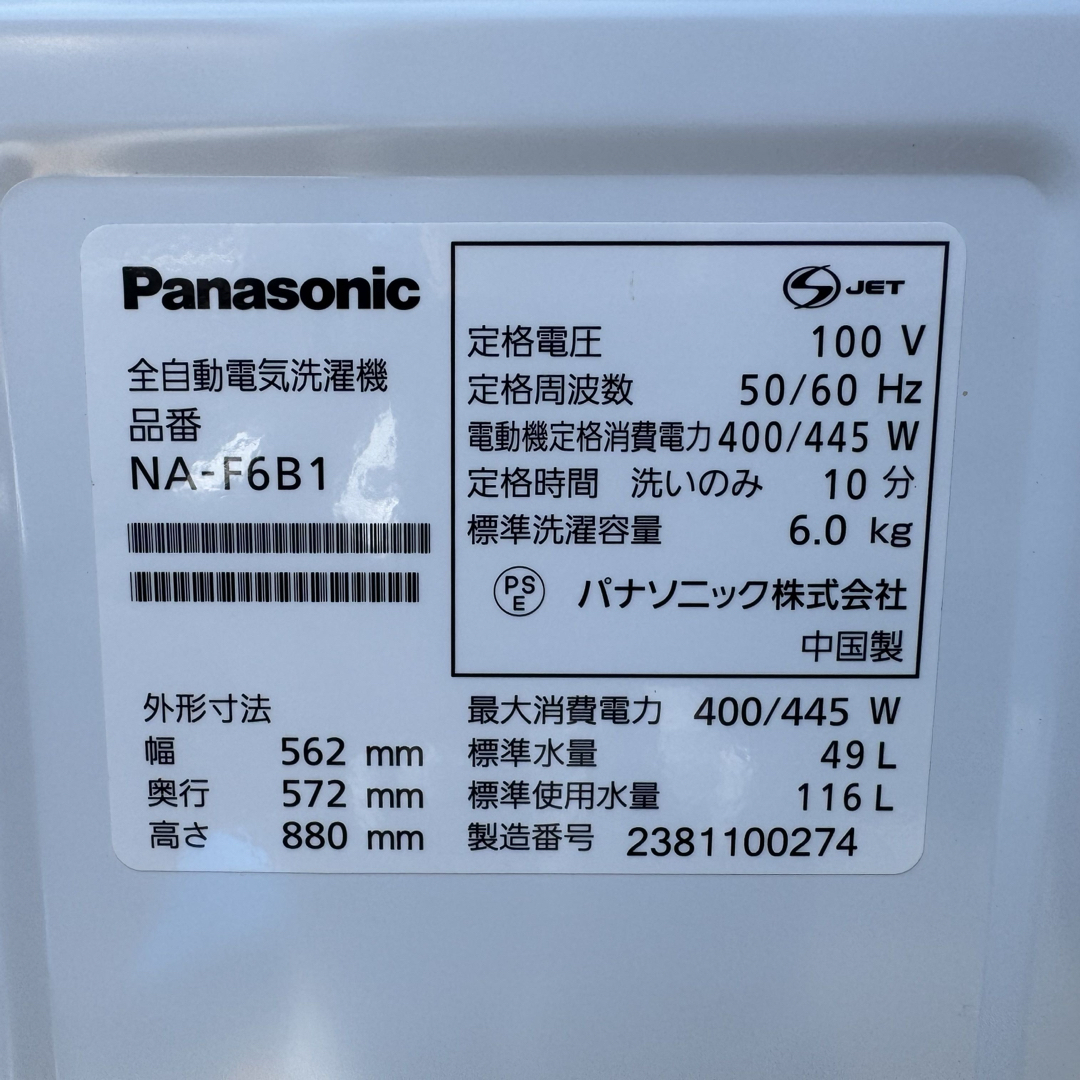 Panasonic
全自動電気洗濯機
品番
NA-F6B1
外形寸法
幅 562 mm
奥行 572 mm
高さ 880 mm
S JET
定格電圧 100 V
定格周波数 50/60 Hz
電動機定格消費電力 400/445 W
定格時間 洗いのみ 10 分
標準洗濯容量 6.0 kg
PS
E
パナソニック株式会社
中国製
最大消費電力 400/445 W
標準水量 49 L
標準使用水量 116 L
製造番号 2381100274